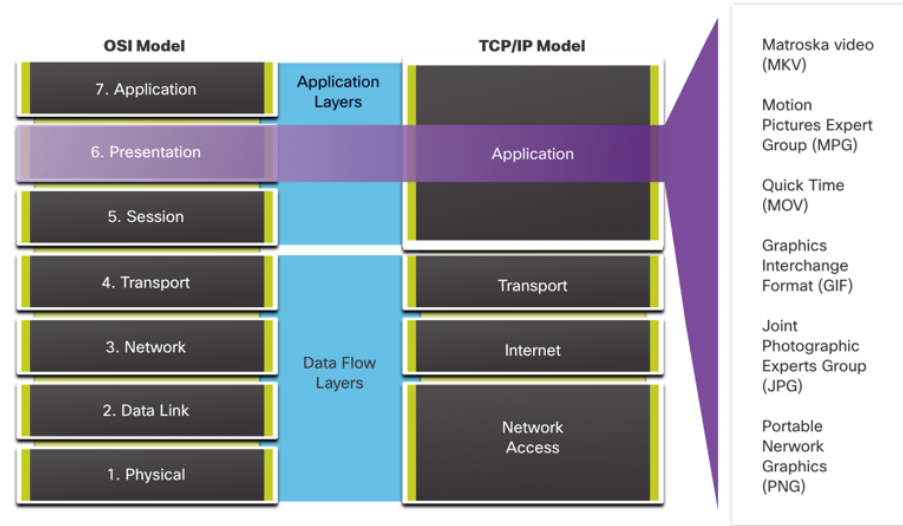 OSI Model
TCP/IP Model
7. Application
6. Presentation
5. Session
4. Transport
3. Network
2. Data Link
1. Physical
Application
Layers
Data Flow
Layers
Application
Transport
Internet
Network
Access
Matroska video
(MKV)
Motion
Pictures Expert
Group (MPG)
Quick Time
(MOV)
Graphics
Interchange
Format (GIF)
Joint
Photographic
Experts Group
(JPG)
Portable
Nerwork
Graphics
(PNG)